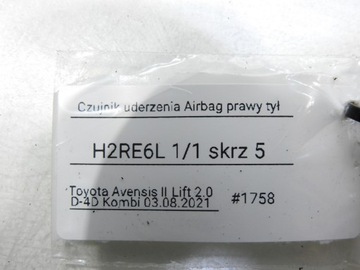 Czujnik uderzenia Airbag prawy tył
H2RE6L 1/1 skrz 5
Toyota Avensis II Lift 2.0
D-4D Kombi 03.08.2021 #1758